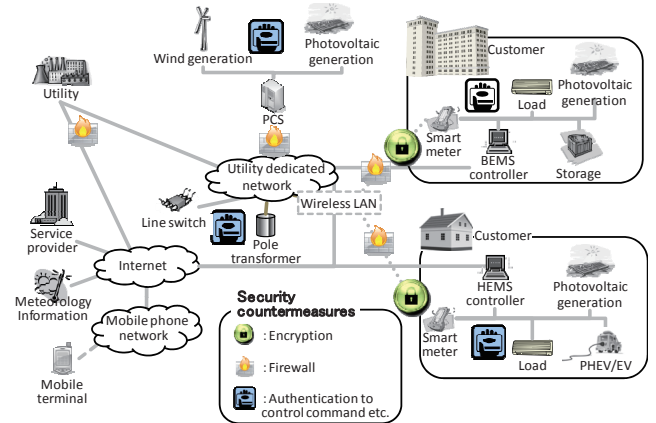 Wind generation
Photovoltaic
generation
Utility
PCS
Customer
Load
Photovoltaic
generation
Smart
meter
BEMS
controller
Storage
Utility dedicated
network
Wireless LAN
Line switch
Pole
transformer
Service
provider
Internet
Meteorology
Information
Mobile phone
network
Mobile
terminal
Customer
HEMS
controller
Photovoltaic
generation
Smart
meter
Load
PHEV/EV
Security
countermeasures
: Encryption
: Firewall
: Authentication to
control command etc.